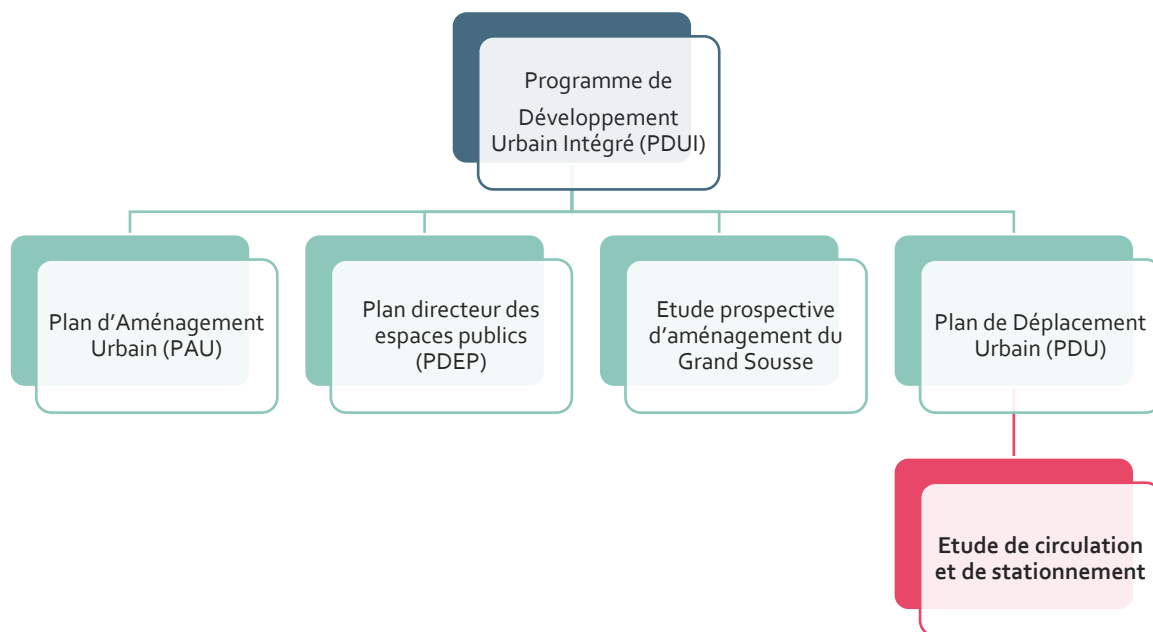 Programme de
Développement
Urbain Intégré (PDUI)
Plan d’Aménagement
Urbain (PAU)
Plan directeur des
espaces publics
(PDEP)
Etude prospective
d’aménagement du
Grand Sousse
Plan de Déplacement
Urbain (PDU)
Etude de circulation
et de stationnement